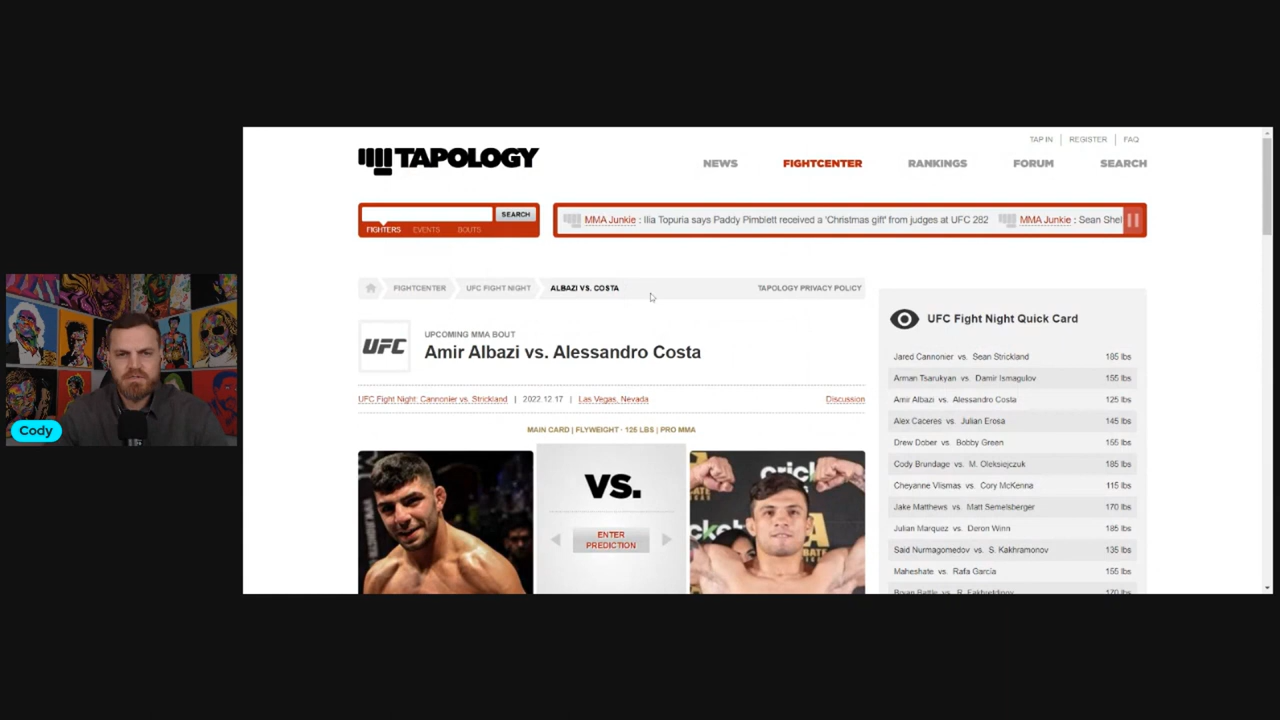 TAP IN | REGISTER | FAQ
TAPOLOGY
NEWS FIGHTCENTER RANKINGS FORUM SEARCH
SEARCH
FIGHTERS EVENTS BOUTS
MMA Junkie : Ilia Topuria says Paddy Pimblett received a 'Christmas gift' from judges at UFC 282
MMA Junkie : Sean Shel
FIGHTCENTER UFC FIGHT NIGHT ALBAZI VS. COSTA TAPOLOGY PRIVACY POLICY
UFC
UPCOMING MMA BOUT
Amir Albazi vs. Alessandro Costa
UFC Fight Night: Cannonier vs. Strickland | 2022.12.17 | Las Vegas, Nevada Discussion
MAIN CARD | FLYWEIGHT · 125 LBS | PRO MMA
VS.
ENTER
PREDICTION
UFC Fight Night Quick Card
Jared Cannonier vs. Sean Strickland 185 lbs
Arman Tsarukyan vs. Damir Ismagulov 155 lbs
Amir Albazi vs. Alessandro Costa 125 lbs
Alex Caceres vs. Julian Erosa 145 lbs
Drew Dober vs. Bobby Green 155 lbs
Cody Brundage vs. M. Oleksiejczuk 185 lbs
Cheyanne Vlismas vs. Cory McKenna 115 lbs
Jake Matthews vs. Matt Semelsberger 170 lbs
Julian Marquez vs. Deron Winn 185 lbs
Said Nurmagomedov vs. S. Kakhramonov 135 lbs
Maheshate vs. Rafa García 155 lbs
Bryan Battle vs. R. Fakhretdinov 170 lbs
Cody